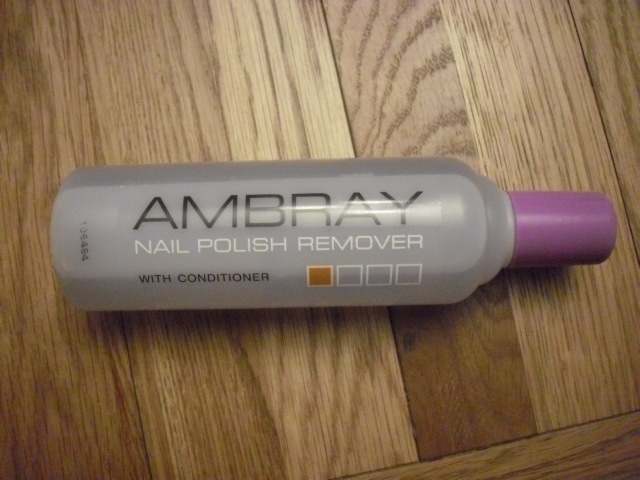 AMBRAY
NAIL POLISH REMOVER
WITH CONDITIONER